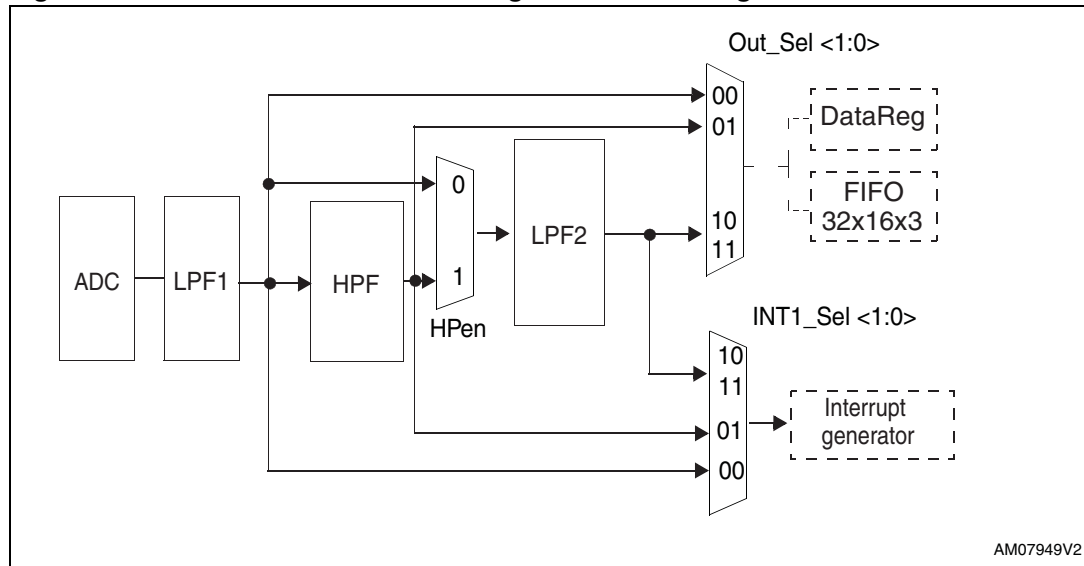 Out_Sel <1:0>
00
01
10
11
DataReg
FIFO
32x16x3
ADC
LPF1
HPF
0
1
HPen
LPF2
INT1_Sel <1:0>
10
11
01
00
Interrupt
generator
AM07949V2